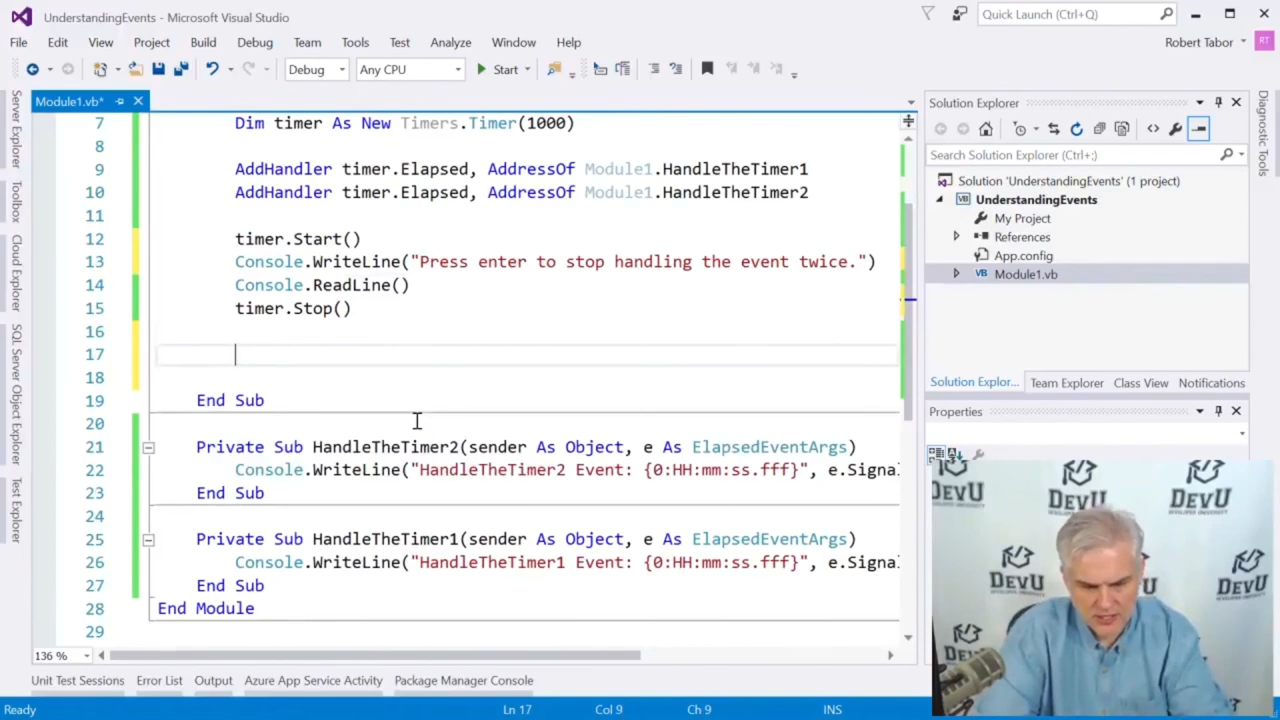 UnderstandingEvents - Microsoft Visual Studio
Quick Launch (Ctrl+Q)
File Edit View Project Build Debug Team Tools Test Analyze Window Help
Robert Tabor RT
Debug Any CPU Start
Module1.vb*
Server Explorer
Toolbox
Cloud Explorer
SQL Server Object Explorer
Test Explorer
7 Dim timer As New Timers.Timer(1000)
8
9 AddHandler timer.Elapsed, AddressOf Module1.HandleTheTimer1
10 AddHandler timer.Elapsed, AddressOf Module1.HandleTheTimer2
11
12 timer.Start()
13 Console.WriteLine("Press enter to stop handling the event twice.")
14 Console.ReadLine()
15 timer.Stop()
16
17
18
19 End Sub
20
21 Private Sub HandleTheTimer2(sender As Object, e As ElapsedEventArgs)
22 Console.WriteLine("HandleTheTimer2 Event: {0:HH:mm:ss.fff}", e.Signal
23 End Sub
24
25 Private Sub HandleTheTimer1(sender As Object, e As ElapsedEventArgs)
26 Console.WriteLine("HandleTheTimer1 Event: {0:HH:mm:ss.fff}", e.Signal
27 End Sub
28 End Module
29
136 %
Solution Explorer
Search Solution Explorer (Ctrl+;)
Solution 'UnderstandingEvents' (1 project)
UnderstandingEvents
My Project
References
App.config
VB Module1.vb
Solution Explor... Team Explorer Class View Notifications
Properties
Diagnostic Tools
DevU
DEVELOPER UNIVERSITY
DevU
DevU
DevU
DevU
DevU
Unit Test Sessions Error List Output Azure App Service Activity Package Manager Console
Ready Ln 17 Col 9 Ch 9 INS